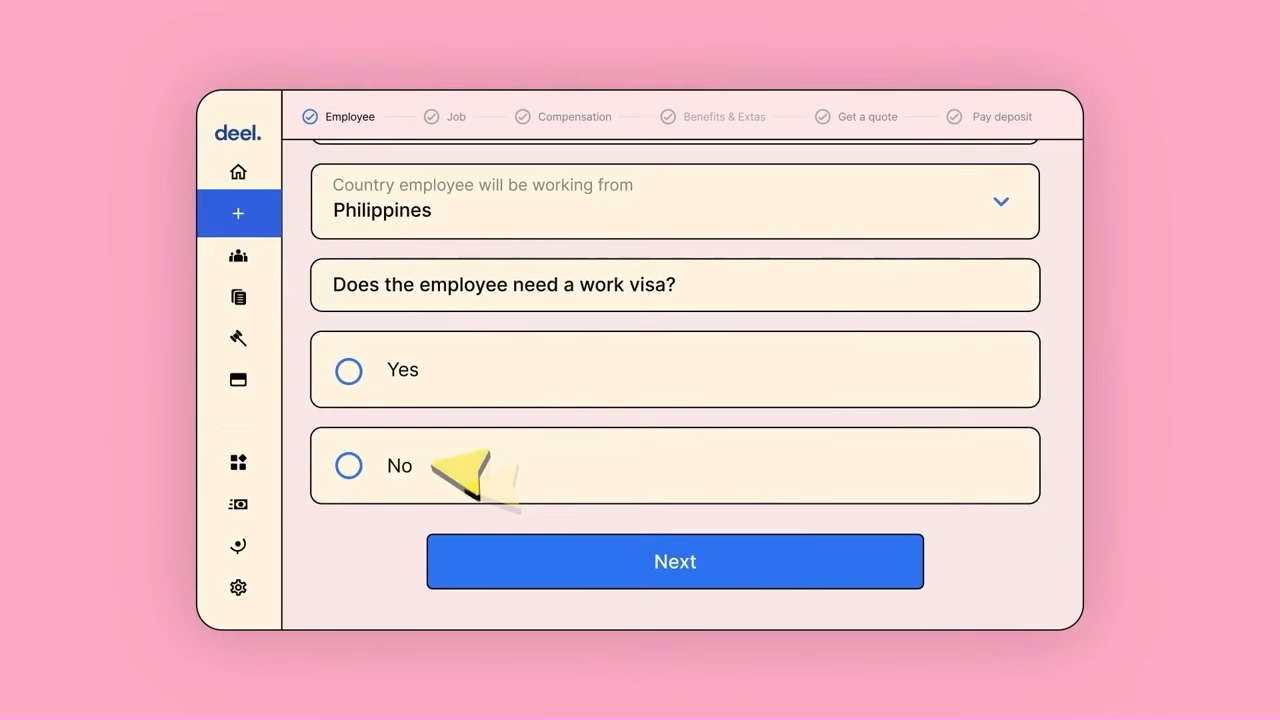 deel.
Employee
Job
Compensation
Benefits & Extas
Get a quote
Pay deposit
Country employee will be working from
Philippines
Does the employee need a work visa?
Yes
No
Next